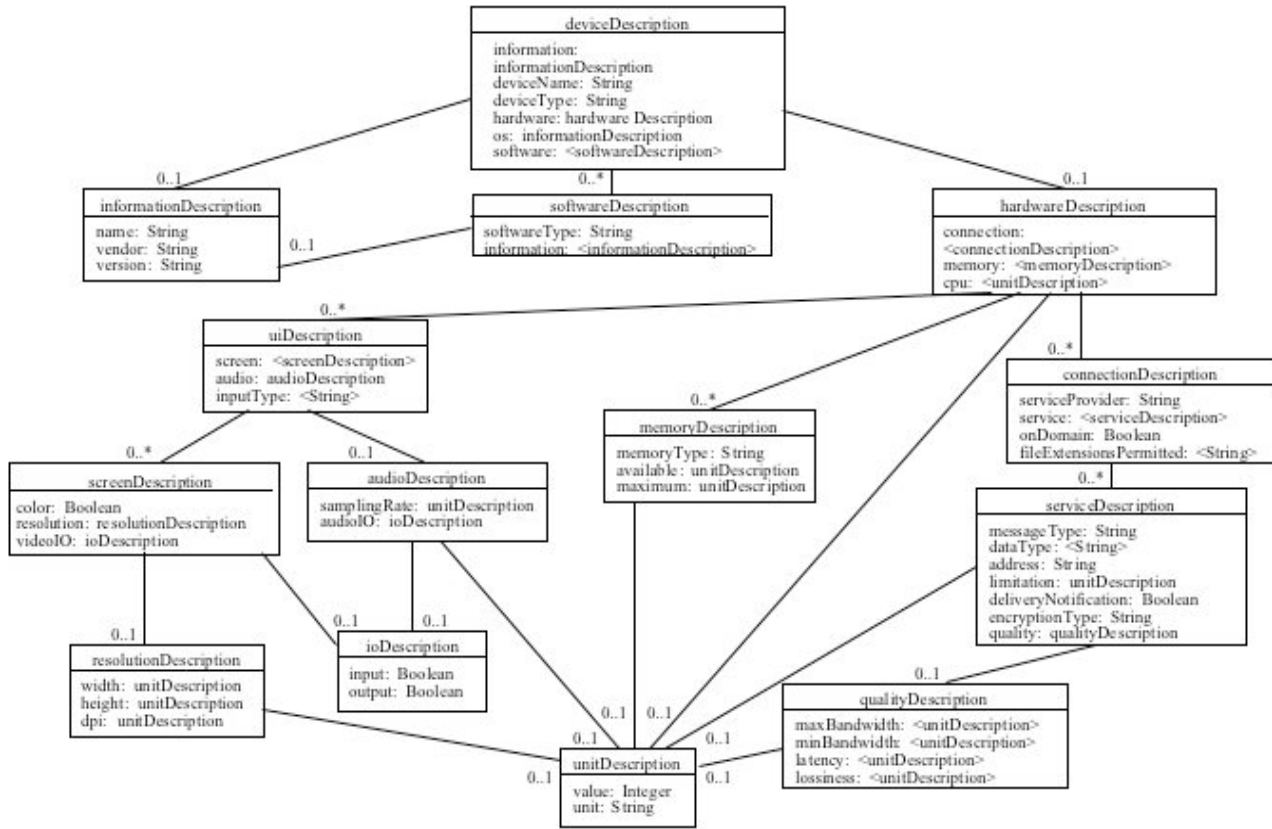 deviceDescription
information:
informationDescription
deviceName: String
deviceType: String
hardware: hardware Description
os: informationDescription
software: <softwareDescription>
0..1
0..*
0..1
informationDescription
name: String
vendor: String
version: String
0..1
softwareDescription
softwareType: String
information: <informationDescription>
hardwareDescription
connection:
<connectionDescription>
memory: <memoryDescription>
cpu: <unitDescription>
0..*
uiDescription
screen: <screenDescription>
audio: audioDescription
inputType: <String>
0..*
connectionDescription
serviceProvider: String
service: <serviceDescription>
onDomain: Boolean
fileExtensionsPermitted: <String>
0..*
memoryDescription
memoryType: String
available: unitDescription
maximum: unitDescription
0..*
screenDescription
color: Boolean
resolution: resolutionDescription
videoIO: ioDescription
0..1
audioDescription
samplingRate: unitDescription
audioIO: ioDescription
0..*
serviceDescription
messageType: String
dataType: <String>
address: String
limitation: unitDescription
deliveryNotification: Boolean
encryptionType: String
quality: qualityDescription
0..1
resolutionDescription
width: unitDescription
height: unitDescription
dpi: unitDescription
0..1
0..1
ioDescription
input: Boolean
output: Boolean
0..1
qualityDescription
maxBandwidth: <unitDescription>
minBandwidth: <unitDescription>
latency: <unitDescription>
lossiness: <unitDescription>
0..1
0..1
0..1
0..1
0..1
0..1
unitDescription
value: Integer
unit: String